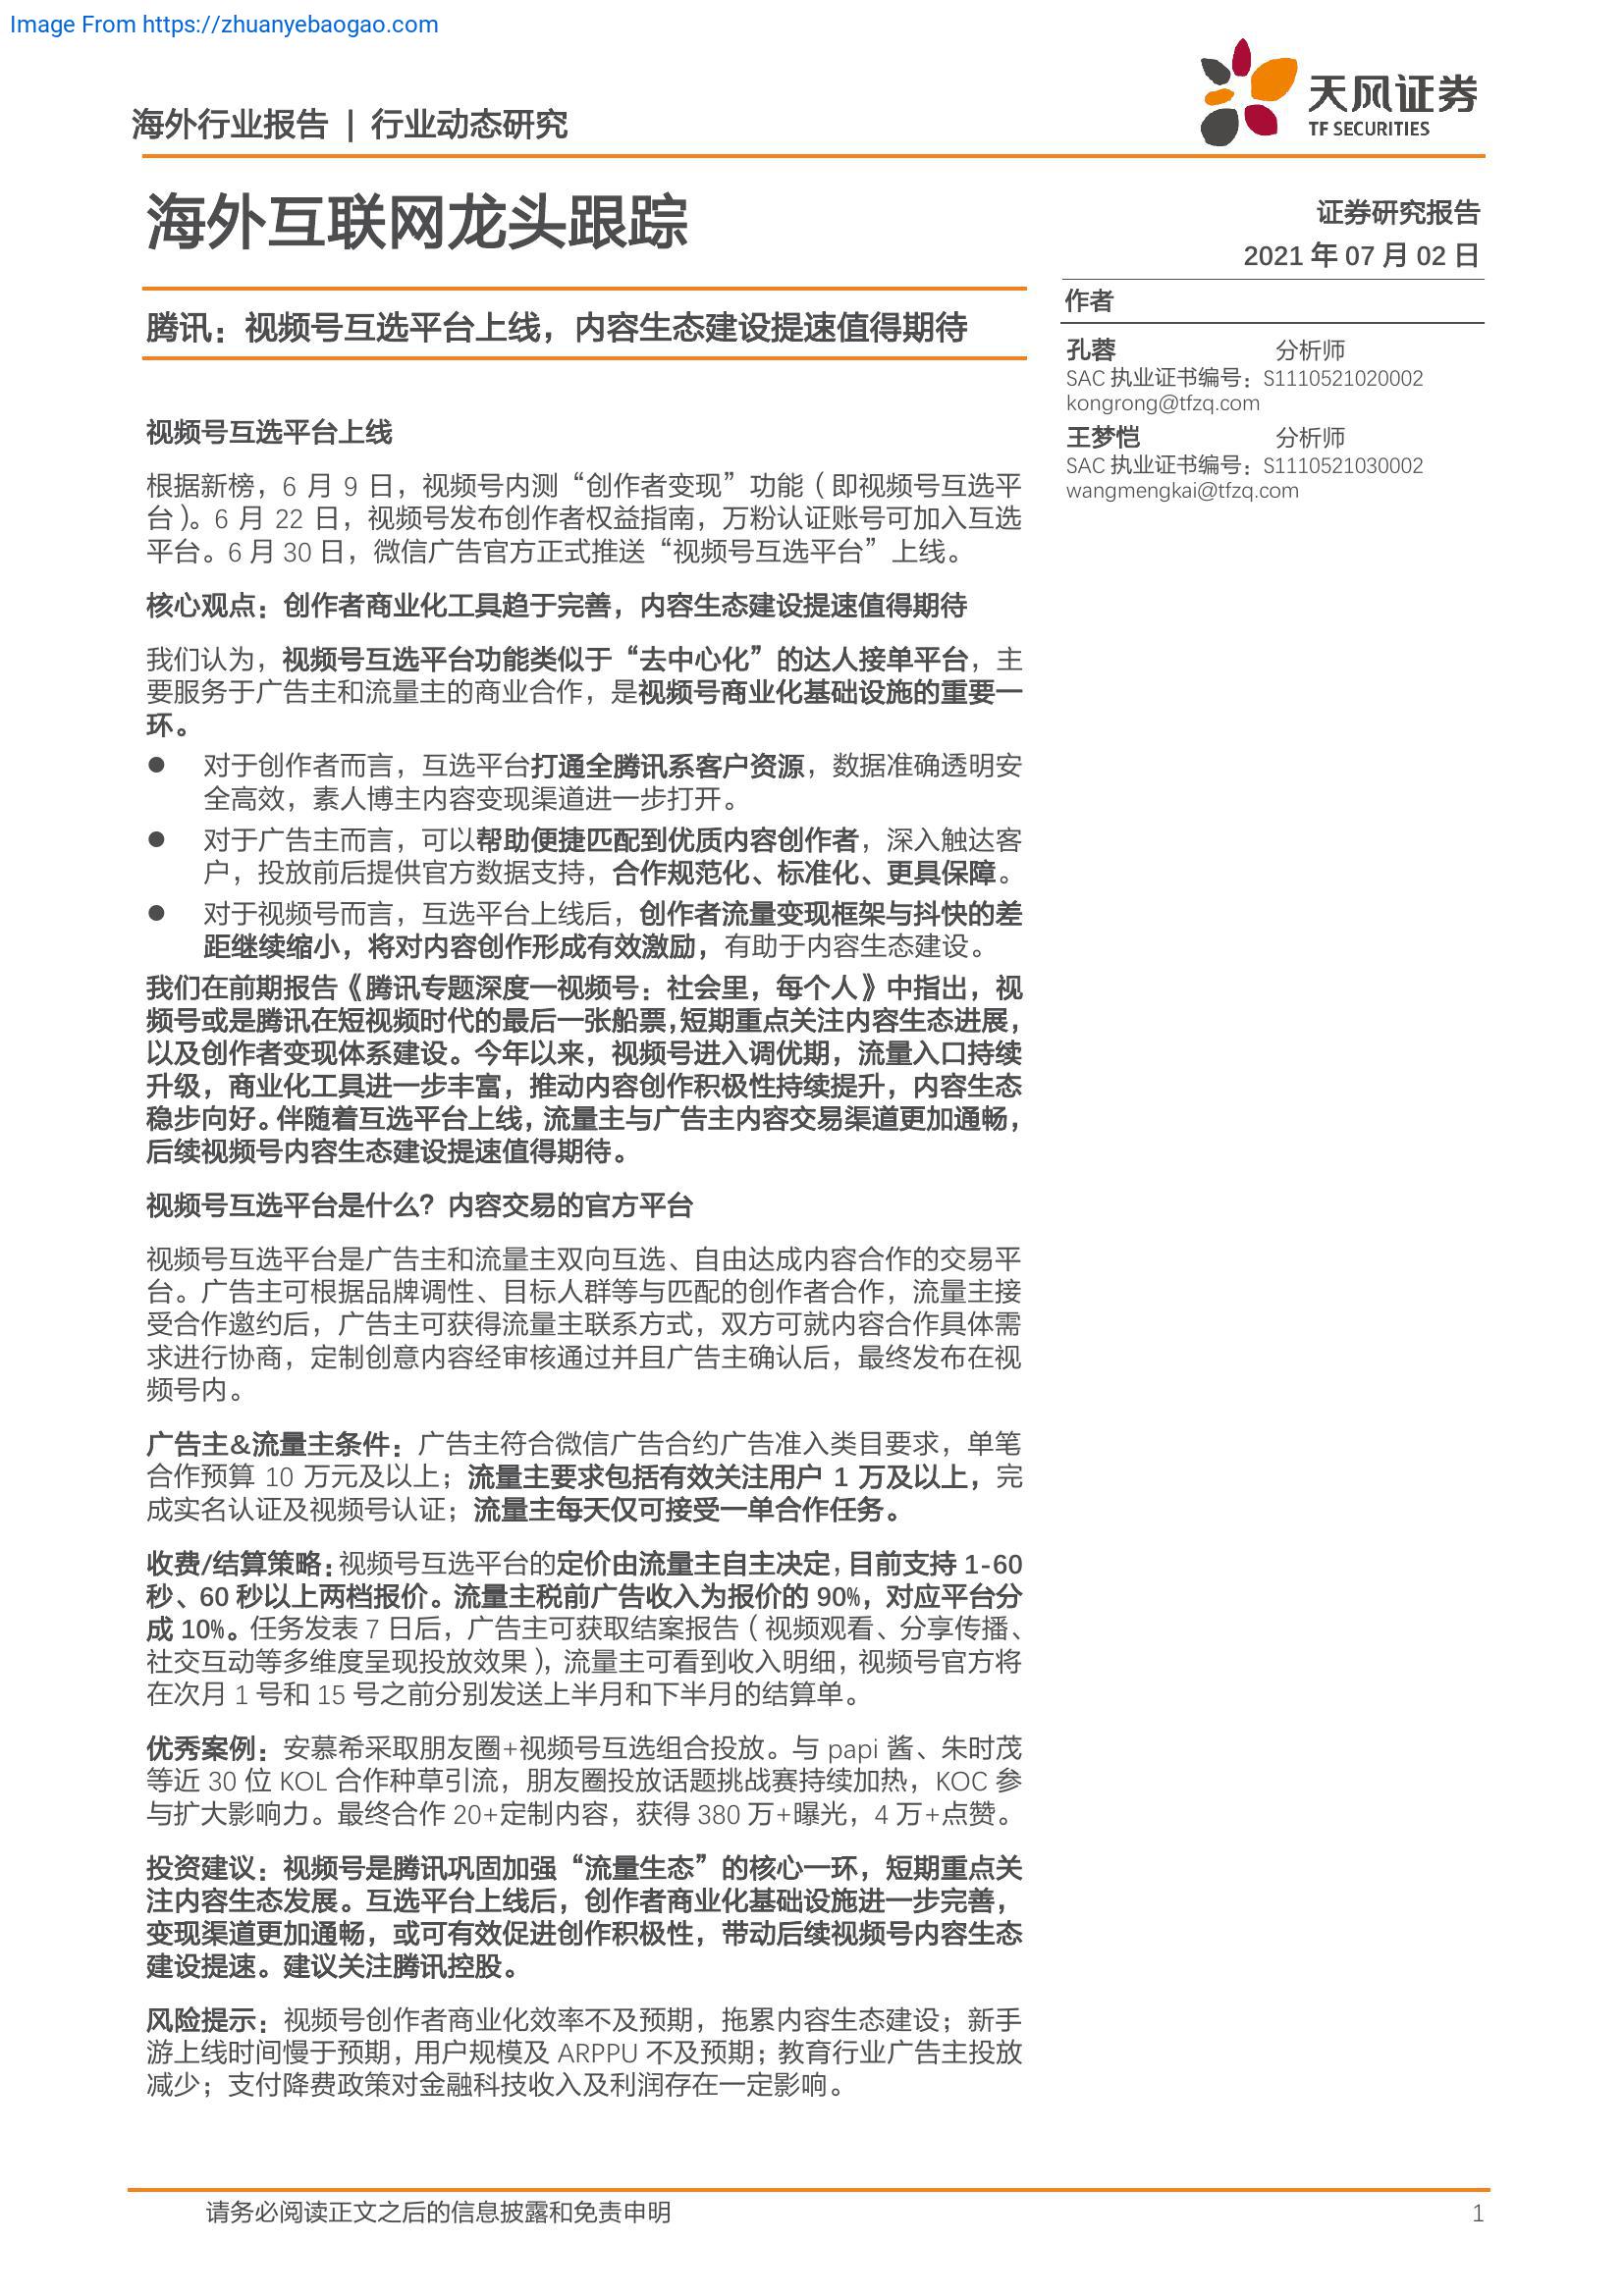 Image From https://zhuanyebaogao.com
海外行业报告 | 行业动态研究
天风证券
TF SECURITIES
海外互联网龙头跟踪
证券研究报告
2021 年 07 月 02 日
腾讯：视频号互选平台上线，内容生态建设提速值得期待
作者
孔蓉 分析师
SAC 执业证书编号：S1110521020002
kongrong@tfzq.com
王梦恺 分析师
SAC 执业证书编号：S1110521030002
wangmengkai@tfzq.com
视频号互选平台上线
根据新榜，6 月 9 日，视频号内测“创作者变现”功能（即视频号互选平
台）。6 月 22 日，视频号发布创作者权益指南，万粉认证账号可加入互选
平台。6 月 30 日，微信广告官方正式推送“视频号互选平台”上线。
核心观点：创作者商业化工具趋于完善，内容生态建设提速值得期待
我们认为，视频号互选平台功能类似于“去中心化”的达人接单平台，主
要服务于广告主和流量主的商业合作，是视频号商业化基础设施的重要一
环。
● 对于创作者而言，互选平台打通全腾讯系客户资源，数据准确透明安
全高效，素人博主内容变现渠道进一步打开。
● 对于广告主而言，可以帮助便捷匹配到优质内容创作者，深入触达客
户，投放前后提供官方数据支持，合作规范化、标准化、更具保障。
● 对于视频号而言，互选平台上线后，创作者流量变现框架与抖快的差
距继续缩小，将对内容创作形成有效激励，有助于内容生态建设。
我们在前期报告《腾讯专题深度一视频号：社会里，每个人》中指出，视
频号或是腾讯在短视频时代的最后一张船票，短期重点关注内容生态进展，
以及创作者变现体系建设。今年以来，视频号进入调优期，流量入口持续
升级，商业化工具进一步丰富，推动内容创作积极性持续提升，内容生态
稳步向好。伴随着互选平台上线，流量主与广告主内容交易渠道更加通畅，
后续视频号内容生态建设提速值得期待。
视频号互选平台是什么？内容交易的官方平台
视频号互选平台是广告主和流量主双向互选、自由达成内容合作的交易平
台。广告主可根据品牌调性、目标人群等与匹配的创作者合作，流量主接
受合作邀约后，广告主可获得流量主联系方式，双方可就内容合作具体需
求进行协商，定制创意内容经审核通过并且广告主确认后，最终发布在视
频号内。
广告主&流量主条件：广告主符合微信广告合约广告准入类目要求，单笔
合作预算 10 万元及以上；流量主要求包括有效关注用户 1 万及以上，完
成实名认证及视频号认证；流量主每天仅可接受一单合作任务。
收费/结算策略：视频号互选平台的定价由流量主自主决定，目前支持 1-60
秒、60 秒以上两档报价。流量主税前广告收入为报价的 90%，对应平台分
成 10%。任务发表 7 日后，广告主可获取结案报告（视频观看、分享传播、
社交互动等多维度呈现投放效果），流量主可看到收入明细，视频号官方将
在次月 1 号和 15 号之前分别发送上半月和下半月的结算单。
优秀案例：安慕希采取朋友圈+视频号互选组合投放。与 papi 酱、朱时茂
等近 30 位 KOL 合作种草引流，朋友圈投放话题挑战赛持续加热，KOC 参
与扩大影响力。最终合作 20+定制内容，获得 380 万+曝光，4 万+点赞。
投资建议：视频号是腾讯巩固加强“流量生态”的核心一环，短期重点关
注内容生态发展。互选平台上线后，创作者商业化基础设施进一步完善，
变现渠道更加通畅，或可有效促进创作积极性，带动后续视频号内容生态
建设提速。建议关注腾讯控股。
风险提示：视频号创作者商业化效率不及预期，拖累内容生态建设；新手
游上线时间慢于预期，用户规模及 ARPPU 不及预期；教育行业广告主投放
减少；支付降费政策对金融科技收入及利润存在一定影响。
请务必阅读正文之后的信息披露和免责申明 1